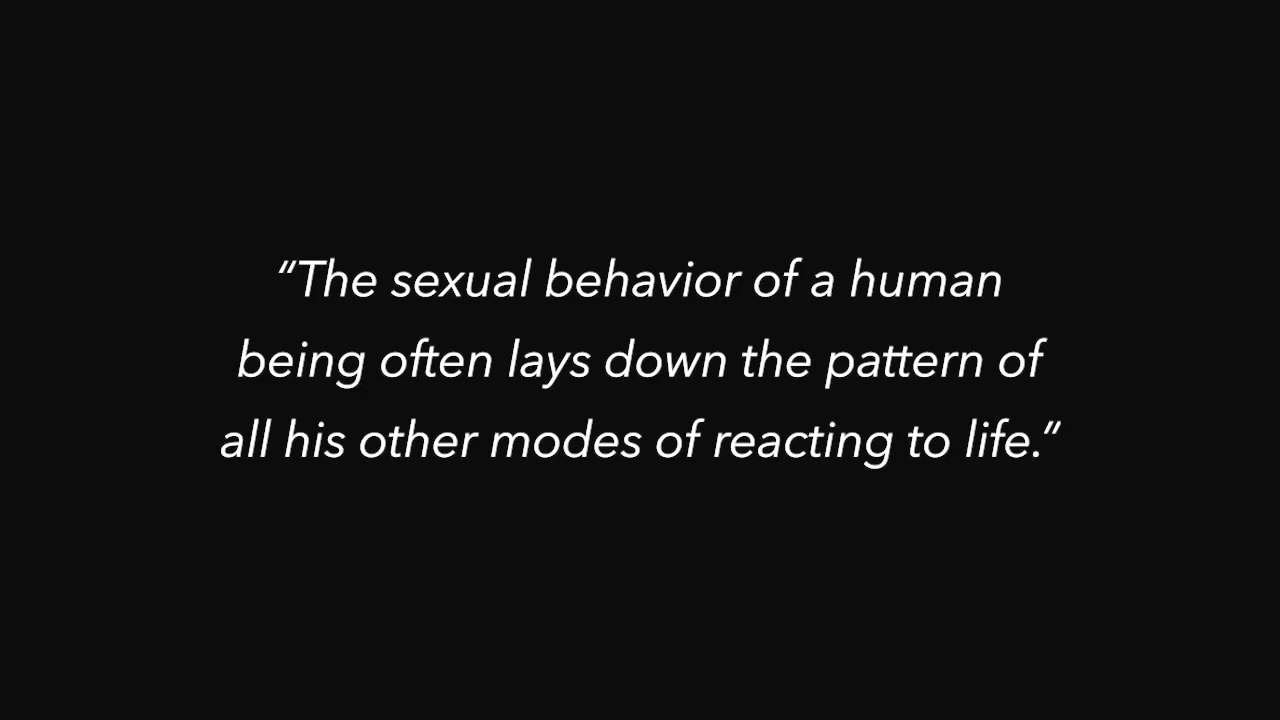 “The sexual behavior of a human
being often lays down the pattern of
all his other modes of reacting to life.”